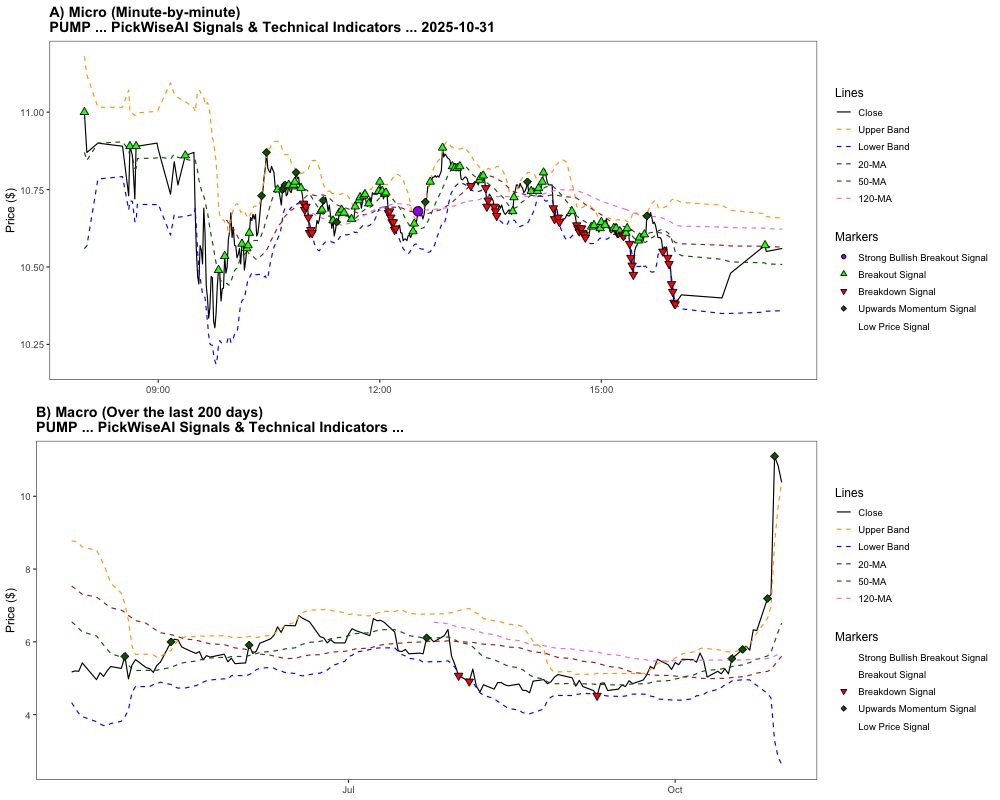 A) Micro (Minute-by-minute)
PUMP ... PickWiseAI Signals & Technical Indicators ... 2025-10-31
Price ($)
11.00
10.75
10.50
10.25
09:00
12:00
15:00
Lines
Close
Upper Band
Lower Band
20-MA
50-MA
120-MA
Markers
Strong Bullish Breakout Signal
Breakout Signal
Breakdown Signal
Upwards Momentum Signal
Low Price Signal
B) Macro (Over the last 200 days)
PUMP ... PickWiseAI Signals & Technical Indicators ...
Price ($)
10
8
6
4
Jul
Oct
Lines
Close
Upper Band
Lower Band
20-MA
50-MA
120-MA
Markers
Strong Bullish Breakout Signal
Breakout Signal
Breakdown Signal
Upwards Momentum Signal
Low Price Signal